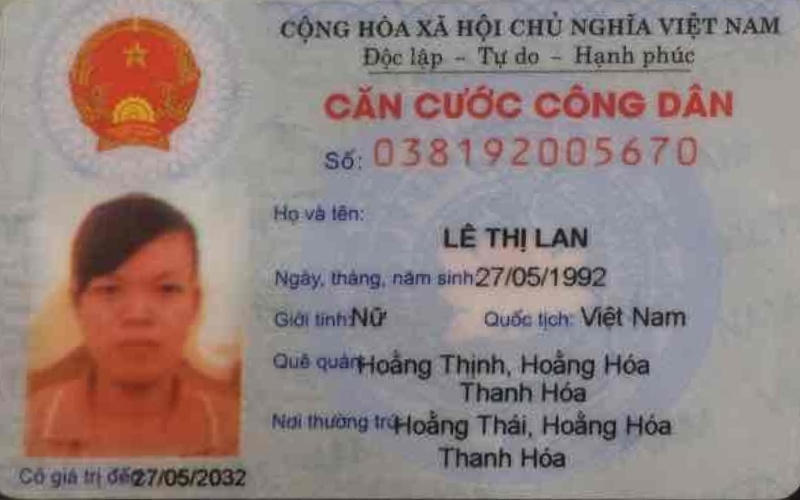 CỘNG HÒA XÃ HỘI CHỦ NGHĨA VIỆT NAM
Độc lập - Tự do - Hạnh phúc
CĂN CƯỚC CÔNG DÂN
Số: 038192005670
Họ và tên:
LÊ THỊ LAN
Ngày, tháng, năm sinh 27/05/1992
Giới tính: Nữ Quốc tịch: Việt Nam
Quê quán Hoằng Thịnh, Hoằng Hóa
Thanh Hóa
Nơi thường trú Hoằng Thái, Hoằng Hóa
Thanh Hóa
Có giá trị đến 27/05/2032